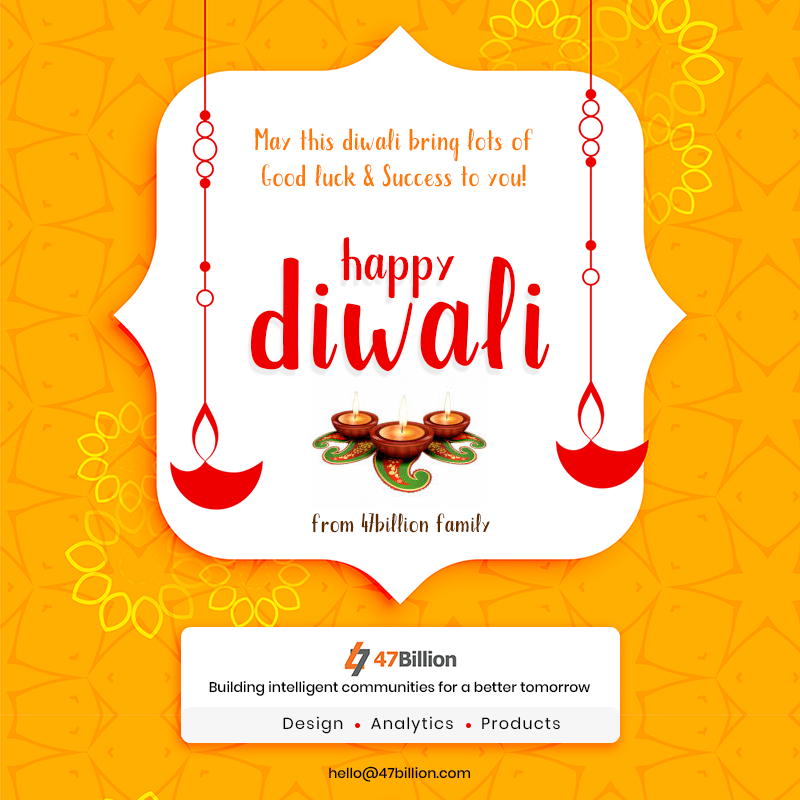 May this diwali bring lots of
Good luck & Success to you!
happy
diwali
from 47billion family
47Billion
Building intelligent communities for a better tomorrow
Design • Analytics • Products
hello@47billion.com